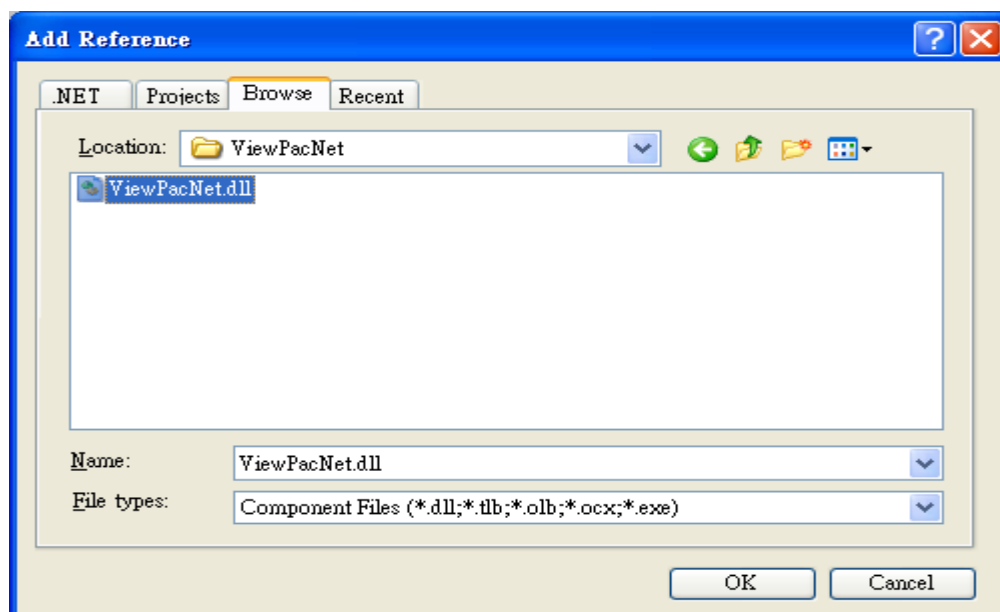 Add Reference
.NET Projects Browse Recent
Location: ViewPacNet
ViewPacNet.dll
Name: ViewPacNet.dll
File types: Component Files (*.dll;*.tlb;*.olb;*.ocx;*.exe)
OK Cancel